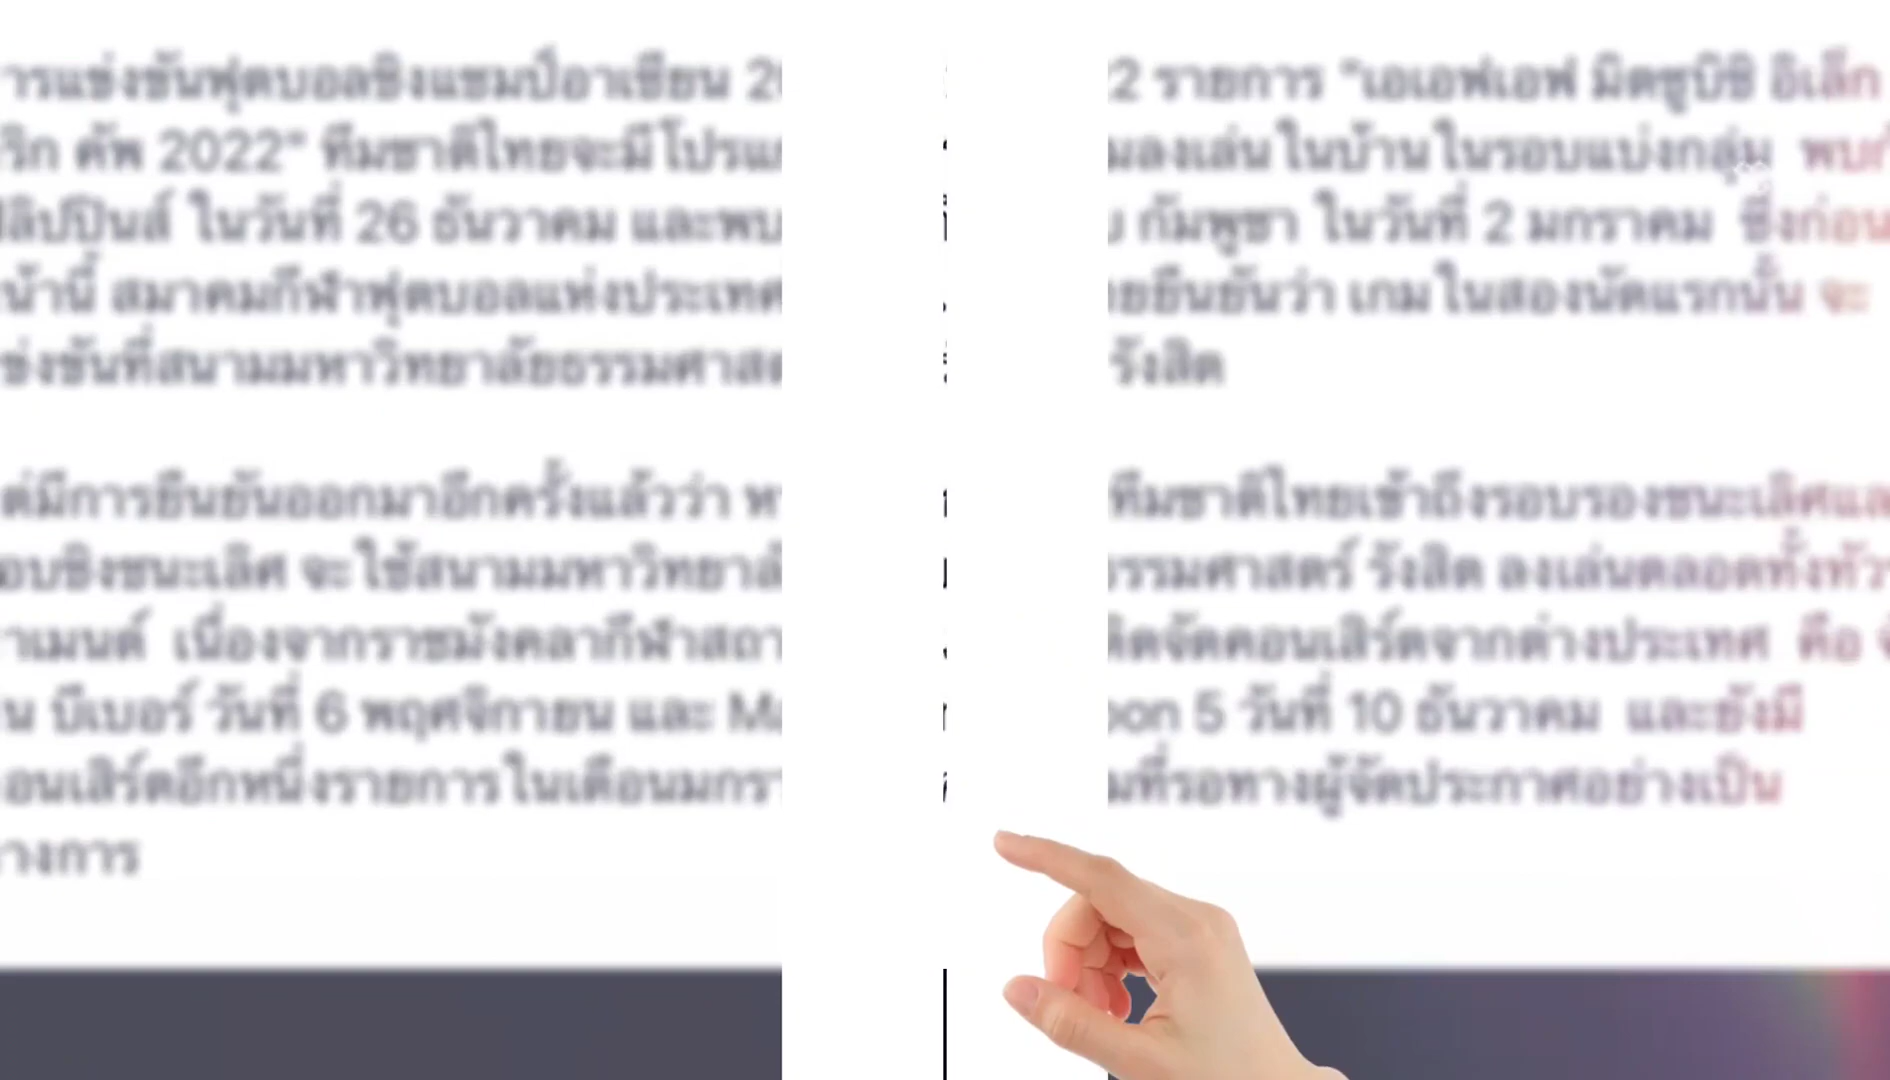 ารแข่งขันฟุตบอลชิงแชมป์อาเซียน 2 2 รายการ "เอเอฟเอฟ มิตซูบิชิ อิเล็ก
ริก คัพ 2022" ทีมชาติไทยจะมีโปรแก มลงเล่นในบ้านในรอบแบ่งกลุ่ม พบก
ลิปปินส์ ในวันที่ 26 ธันวาคม และพบ กัมพูชา ในวันที่ 2 มกราคม ซึ่งก่อน
น้านี้ สมาคมกีฬาฟุตบอลแห่งประเทศ ยยืนยันว่า เกมในสองนัดแรกนั้น จะ
ข่งขันที่สนามมหาวิทยาลัยธรรมศาส รังสิต
ต่มีการยืนยันออกมาอีกครั้งแล้วว่า ห ทีมชาติไทยเข้าถึงรอบรองชนะเลิศแล
อบชิงชนะเลิศ จะใช้สนามมหาวิทยาลั รรมศาสตร์ รังสิต ลงเล่นตลอดทั้งทัว
าเมนต์ เนื่องจากราชมังคลากีฬาสถา ติดจัดคอนเสิร์ตจากต่างประเทศ คือ จ
น บีเบอร์ วันที่ 6 พฤศจิกายน และ Ma oon 5 วันที่ 10 ธันวาคม และยังมี
อนเสิร์ตอีกหนึ่งรายการในเดือนมกรา มที่รอทางผู้จัดประกาศอย่างเป็น
างการ